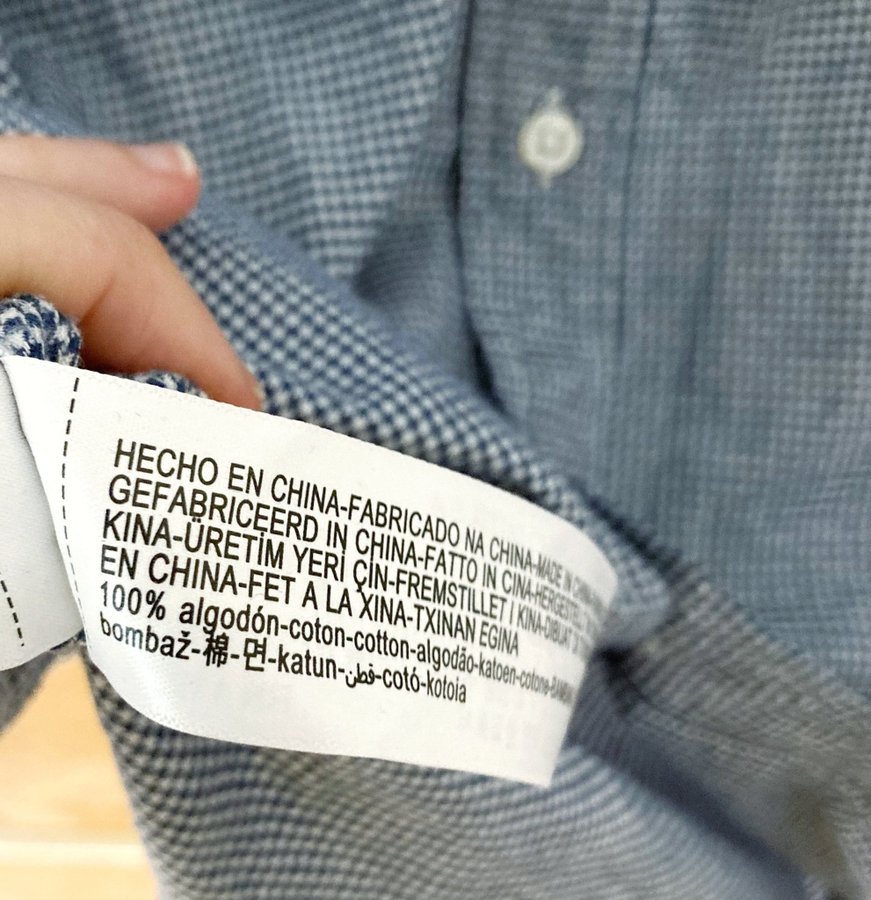 HECHO EN CHINA-FABRICADO NA CHINA-MADE IN
GEFABRICEERD IN CHINA-FATTO IN CINA-HERGESTELLT
KINA-ÜRETİM YERİ ÇİN-FREMSTILLET I KINA-DIBUAT DI
EN CHINA-FET A LA XINA-TXINAN EGINA
100% algodón-coton-cotton-algodão-katoen-cotone-
bombaž-棉-면-katun-قطن-cotó-kotoia